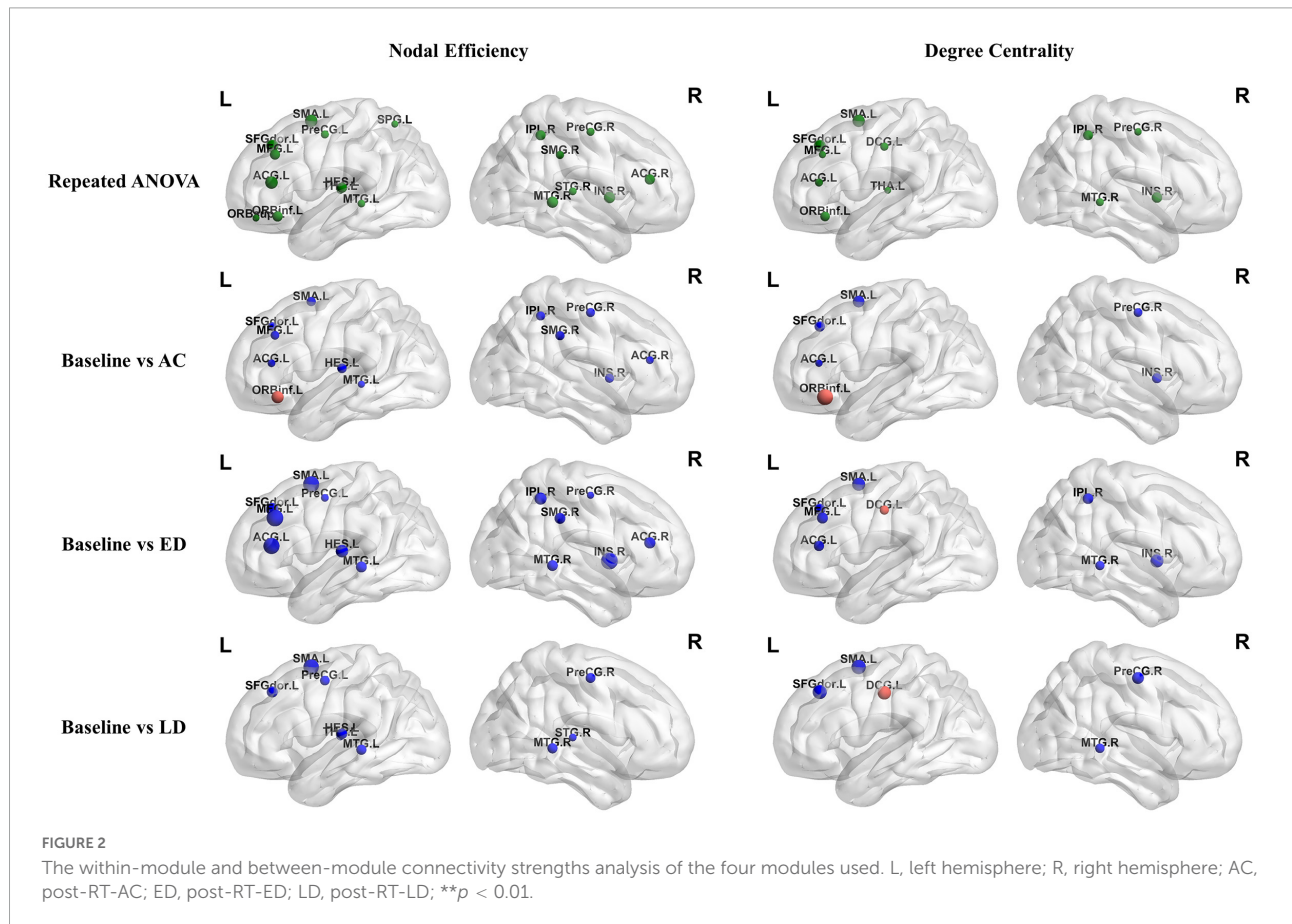 Nodal Efficiency Degree Centrality
L R L R
Repeated ANOVA
SMA.L
PreCG.L
SPG.L
SFGdor.L
MFG.L
ACG.L
HES.L
THA.L
MTG.L
ORBinf.L
IPL.R
PreCG.R
SMG.R
ACG.R
STG.R
INS.R
MTG.R
SMA.L
SFGdor.L
MFG.L
DCG.L
ACG.L
THA.L
ORBinf.L
IPL.R
PreCG.R
MTG.R
INS.R
L R L R
Baseline vs AC
SMA.L
SFGdor.L
MFG.L
ACG.L
HES.L
MTG.L
ORBinf.L
IPL.R
PreCG.R
SMG.R
ACG.R
INS.R
SMA.L
SFGdor.L
ACG.L
ORBinf.L
PreCG.R
INS.R
L R L R
Baseline vs ED
SMA.L
PreCG.L
SFGdor.L
MFG.L
ACG.L
HES.L
MTG.L
IPL.R
PreCG.R
SMG.R
ACG.R
INS.R
MTG.R
SMA.L
SFGdor.L
MFG.L
DCG.L
ACG.L
IPL.R
MTG.R
INS.R
L R L R
Baseline vs LD
SMA.L
PreCG.L
SFGdor.L
HES.L
THA.L
MTG.L
PreCG.R
STG.R
MTG.R
SMA.L
SFGdor.L
DCG.L
PreCG.R
MTG.R
FIGURE 2
The within-module and between-module connectivity strengths analysis of the four modules used. L, left hemisphere; R, right hemisphere; AC,
post-RT-AC; ED, post-RT-ED; LD, post-RT-LD; **p < 0.01.